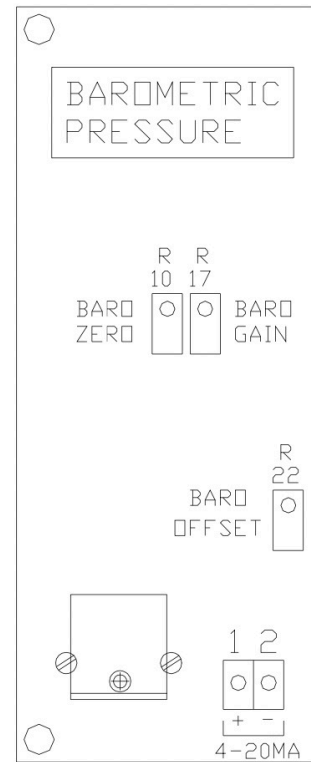 BAROMETRIC
PRESSURE
R R
10 17
BARO BARO
ZERO GAIN
R
22
BARO
OFFSET
1 2
+ -
4-20MA